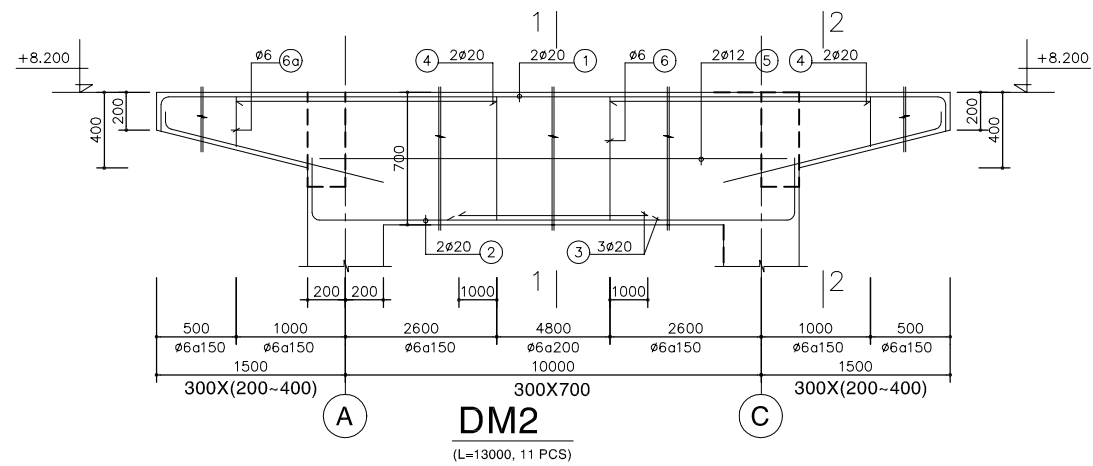 1 2
ø6 6a 4 2ø20 2ø20 1 ø6 6 2ø12 5 4 2ø20
+8.200 +8.200
200 400 700 200 400
2ø20 2 3 3ø20
1 2
200 200 1000 1000
500 1000 2600 4800 2600 1000 500
ø6a150 ø6a150 ø6a150 ø6a200 ø6a150 ø6a150 ø6a150
1500 10000 1500
300X(200~400) 300X700 300X(200~400)
A C
DM2
(L=13000, 11 PCS)